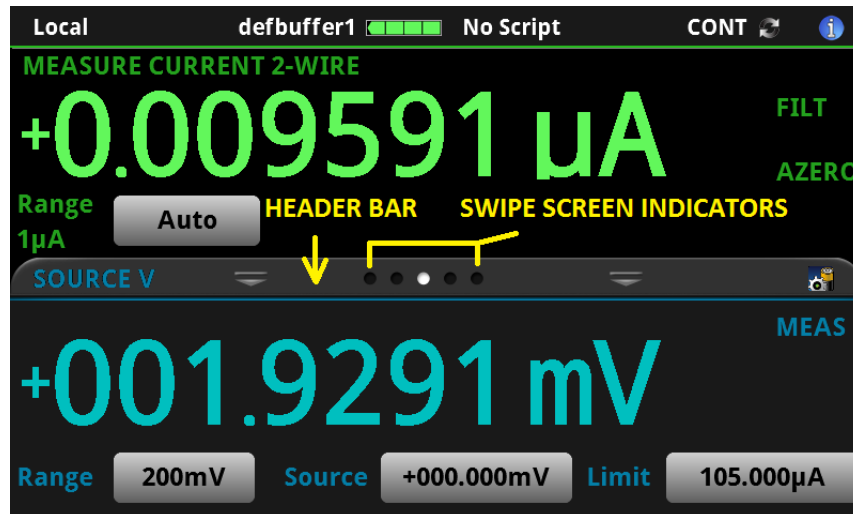 Local defbuffer1 No Script CONT i
MEASURE CURRENT 2-WIRE
+0.009591 µA
FILT
AZERO
Range
1µA
Auto
HEADER BAR SWIPE SCREEN INDICATORS
SOURCE V
MEAS
+001.9291 mV
Range 200mV Source +000.000mV Limit 105.000µA